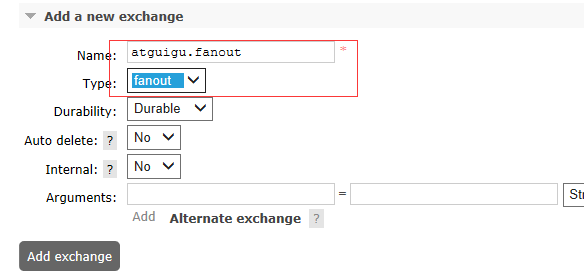 Add a new exchange
Name: atguigu.fanout *
Type: fanout
Durability: Durable
Auto delete: ? No
Internal: ? No
Arguments: =
Add Alternate exchange ?
Add exchange